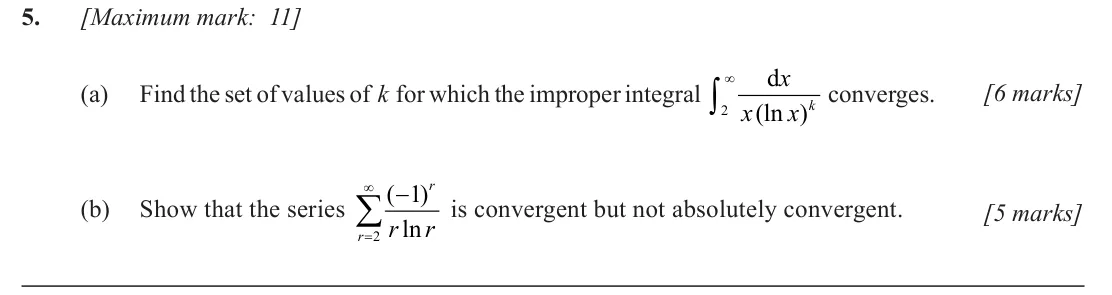 5. [Maximum mark: 11]
(a) Find the set of values of k for which the improper integral ∫₂^∞ dx/(x(ln x)^k) converges. [6 marks]
(b) Show that the series ∑_{r=2}^∞ (−1)^r/(r ln r) is convergent but not absolutely convergent. [5 marks]